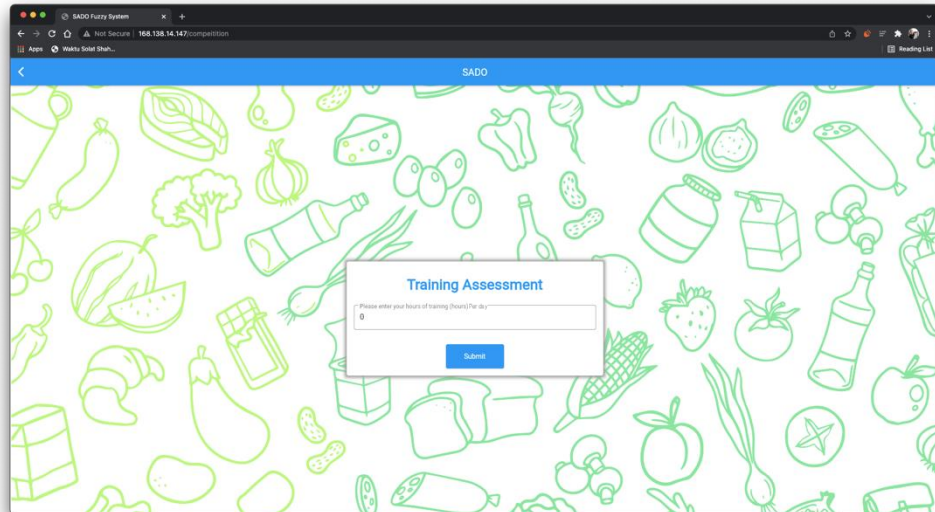 SADO Fuzzy System
Not Secure | 168.138.14.147/compeitition
Apps Waktu Solat Shah...
Reading List
SADO
Training Assessment
Please enter your hours of training (hours) Per day
0
Submit